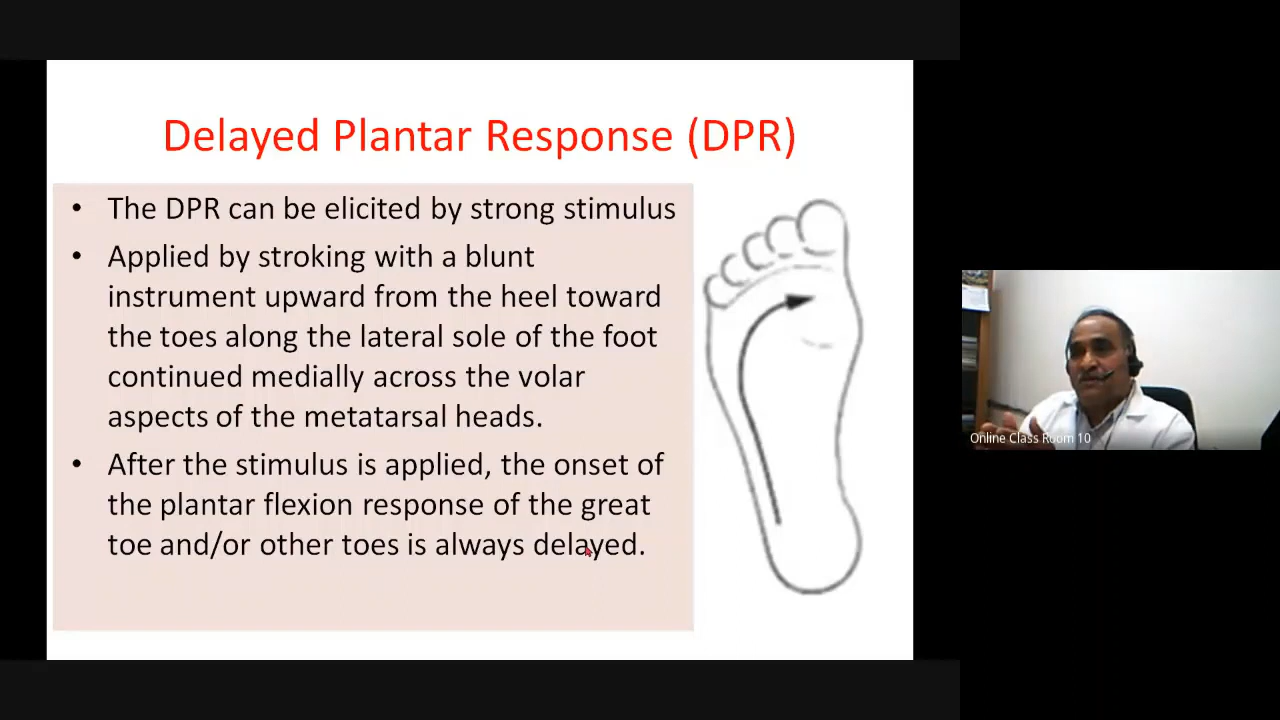 Delayed Plantar Response (DPR)
• The DPR can be elicited by strong stimulus
• Applied by stroking with a blunt
instrument upward from the heel toward
the toes along the lateral sole of the foot
continued medially across the volar
aspects of the metatarsal heads.
• After the stimulus is applied, the onset of
the plantar flexion response of the great
toe and/or other toes is always delayed.
Online Class Room 10